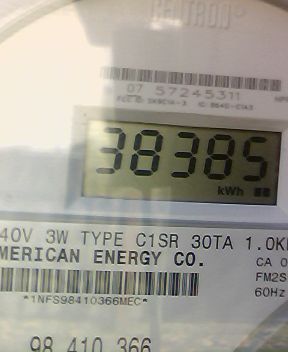 CENTRON®
07 57245311
38385
kWh
40V 3W TYPE C1SR 30TA 1.0K
MERICAN ENERGY CO.
CA 0
FM2S
60Hz
*1NFS98410366MEC*
98 410 366